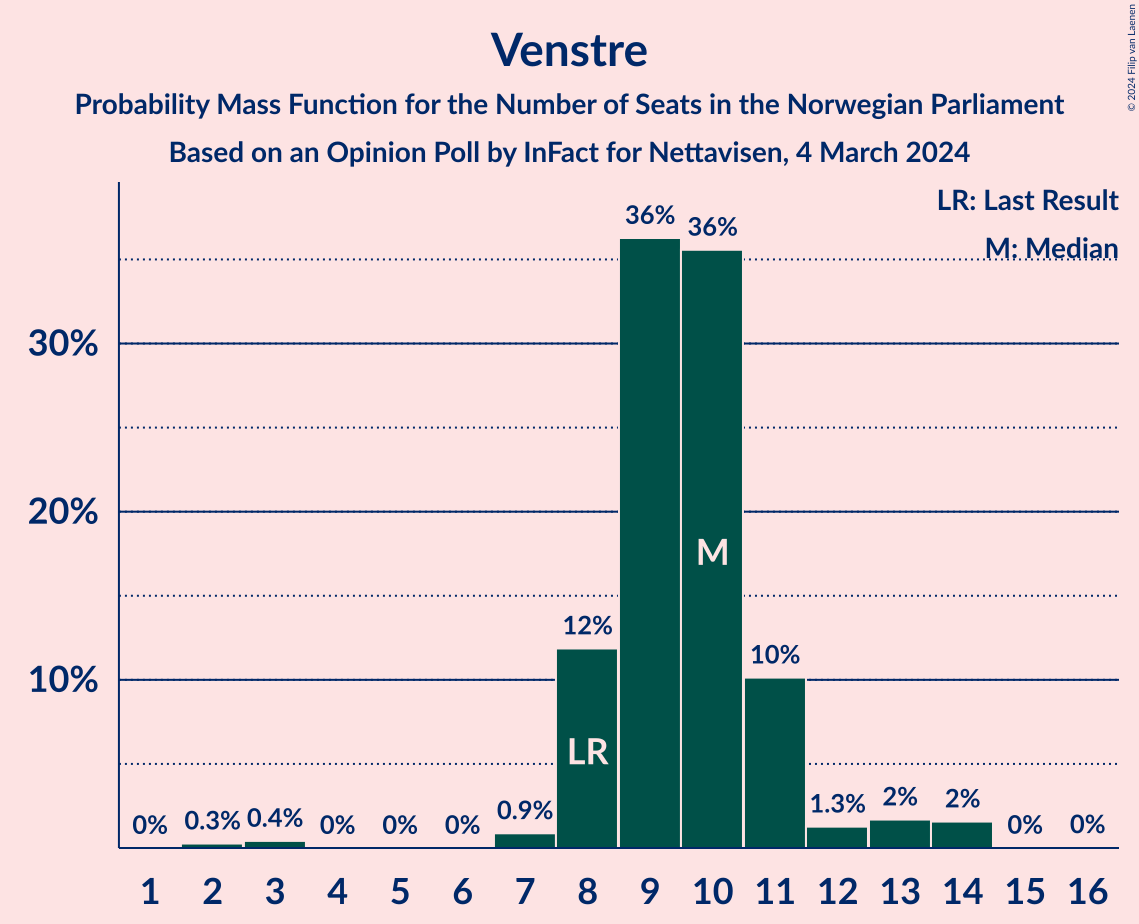 Venstre
Probability Mass Function for the Number of Seats in the Norwegian Parliament
Based on an Opinion Poll by InFact for Nettavisen, 4 March 2024
© 2024 Filip van Laenen
LR: Last Result
M: Median
30%
20%
10%
0%
0.3%
0.4%
0%
0%
0%
0.9%
12%
36%
36%
10%
1.3%
2%
2%
0%
0%
LR
M
1 2 3 4 5 6 7 8 9 10 11 12 13 14 15 16